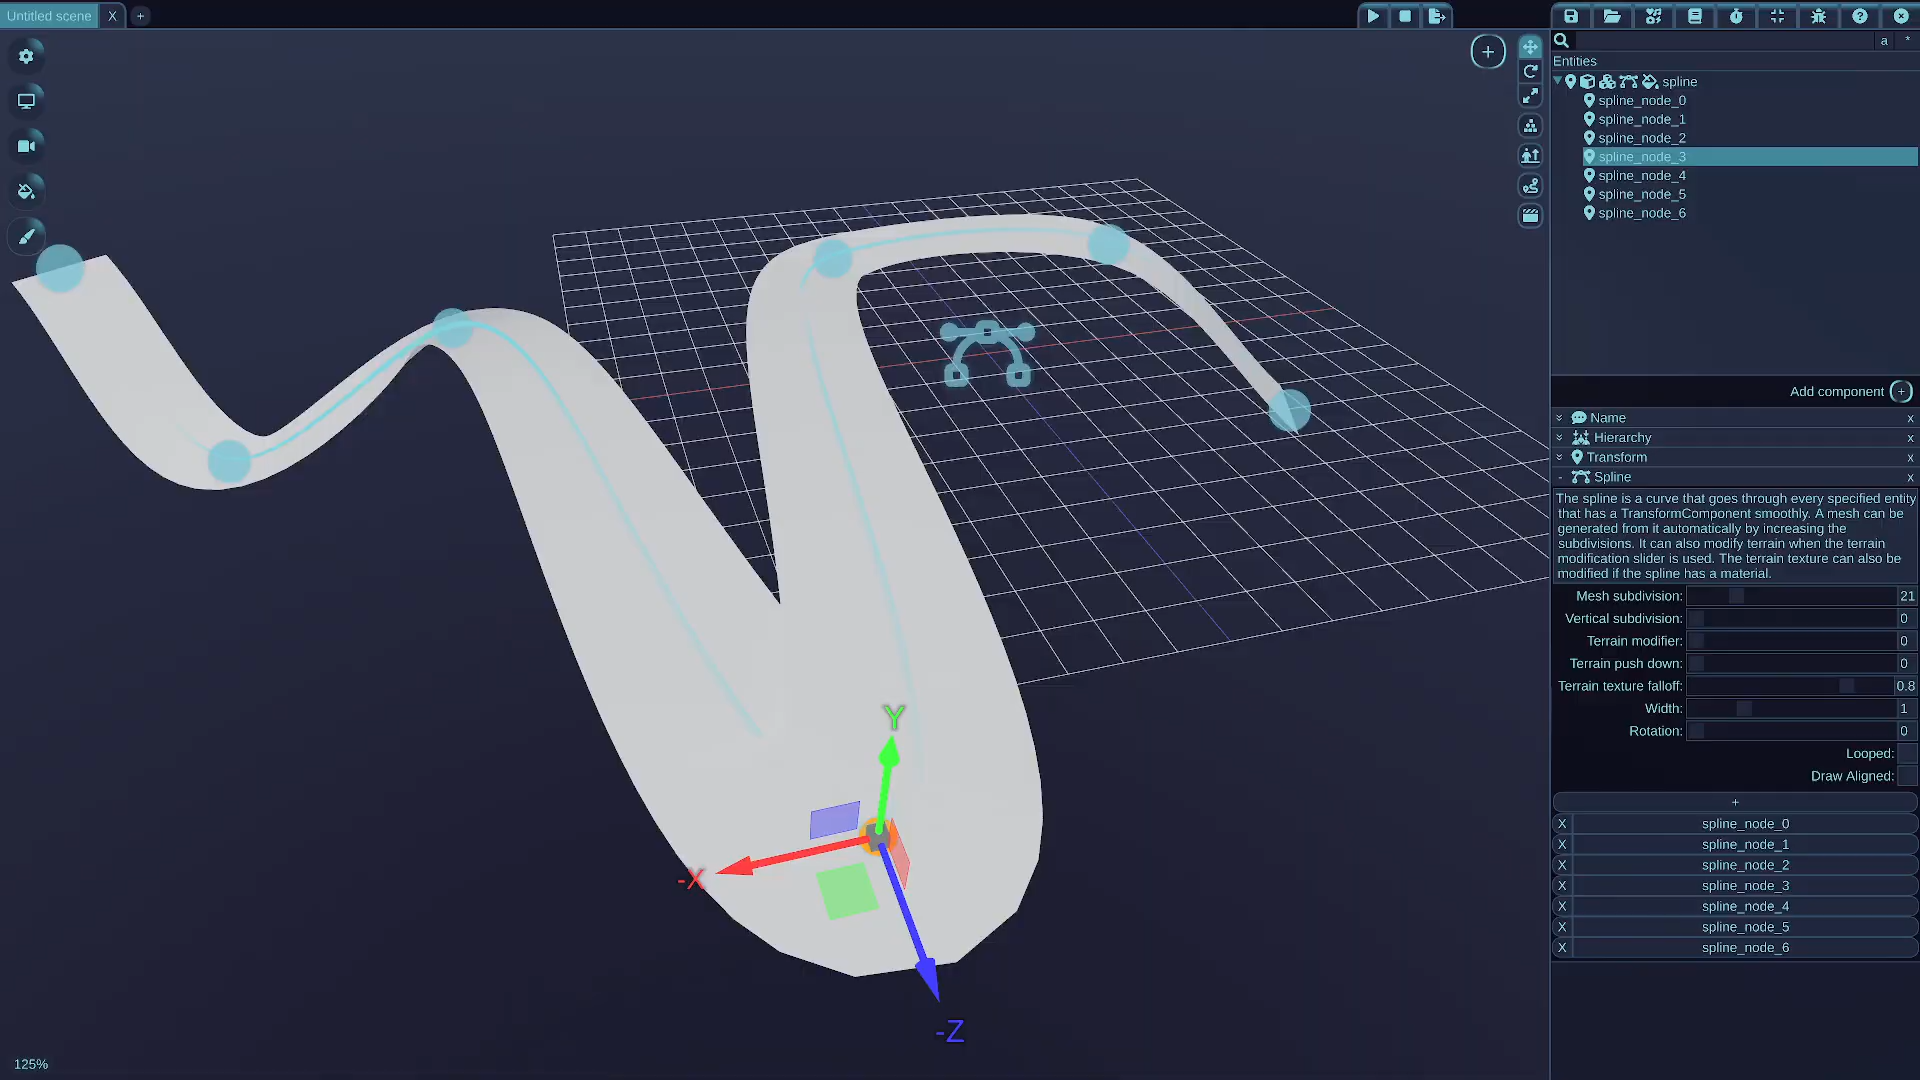 Untitled scene X +
a *
Entities
spline
spline_node_0
spline_node_1
spline_node_2
spline_node_3
spline_node_4
spline_node_5
spline_node_6
Add component +
Name x
Hierarchy x
Transform x
- Spline x
The spline is a curve that goes through every specified entity
that has a TransformComponent smoothly. A mesh can be
generated from it automatically by increasing the
subdivisions. It can also modify terrain when the terrain
modification slider is used. The terrain texture can also be
modified if the spline has a material.
Mesh subdivision: 21
Vertical subdivision: 0
Terrain modifier: 0
Terrain push down: 0
Terrain texture falloff: 0.8
Width: 1
Rotation: 0
Looped:
Draw Aligned:
+
X spline_node_0
X spline_node_1
X spline_node_2
X spline_node_3
X spline_node_4
X spline_node_5
X spline_node_6
Y
-X
-Z
125%